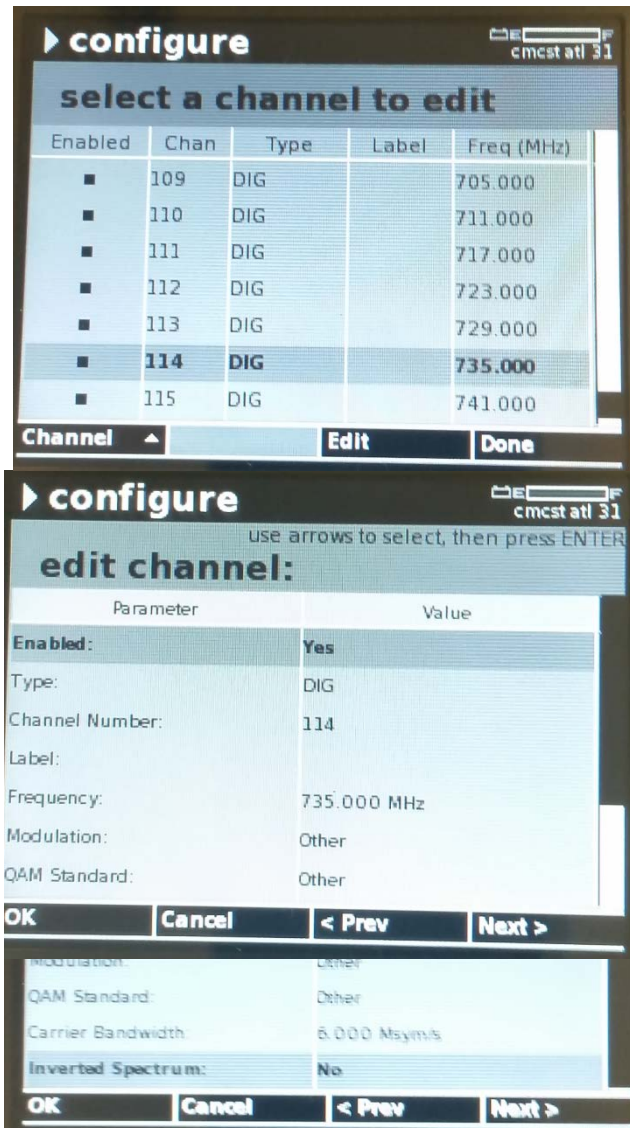 configure
E F
cmcst atl 31
select a channel to edit
Enabled Chan Type Label Freq (MHz)
109 DIG 705.000
110 DIG 711.000
111 DIG 717.000
112 DIG 723.000
113 DIG 729.000
114 DIG 735.000
115 DIG 741.000
Channel Edit Done
configure
E F
cmcst atl 31
use arrows to select, then press ENTER
edit channel:
Parameter Value
Enabled: Yes
Type: DIG
Channel Number: 114
Label:
Frequency: 735.000 MHz
Modulation: Other
QAM Standard: Other
OK Cancel < Prev Next >
Modulation: Other
QAM Standard: Other
Carrier Bandwidth: 6.000 Msym/s
Inverted Spectrum: No
OK Cancel < Prev Next >